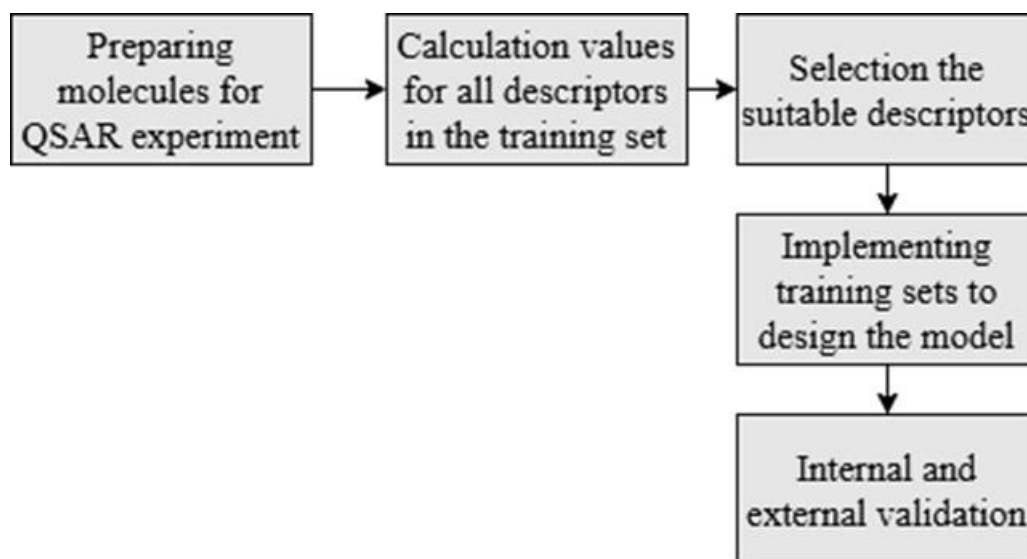 Preparing
molecules for
QSAR experiment
Calculation values
for all descriptors
in the training set
Selection the
suitable descriptors
Implementing
training sets to
design the model
Internal and
external validation